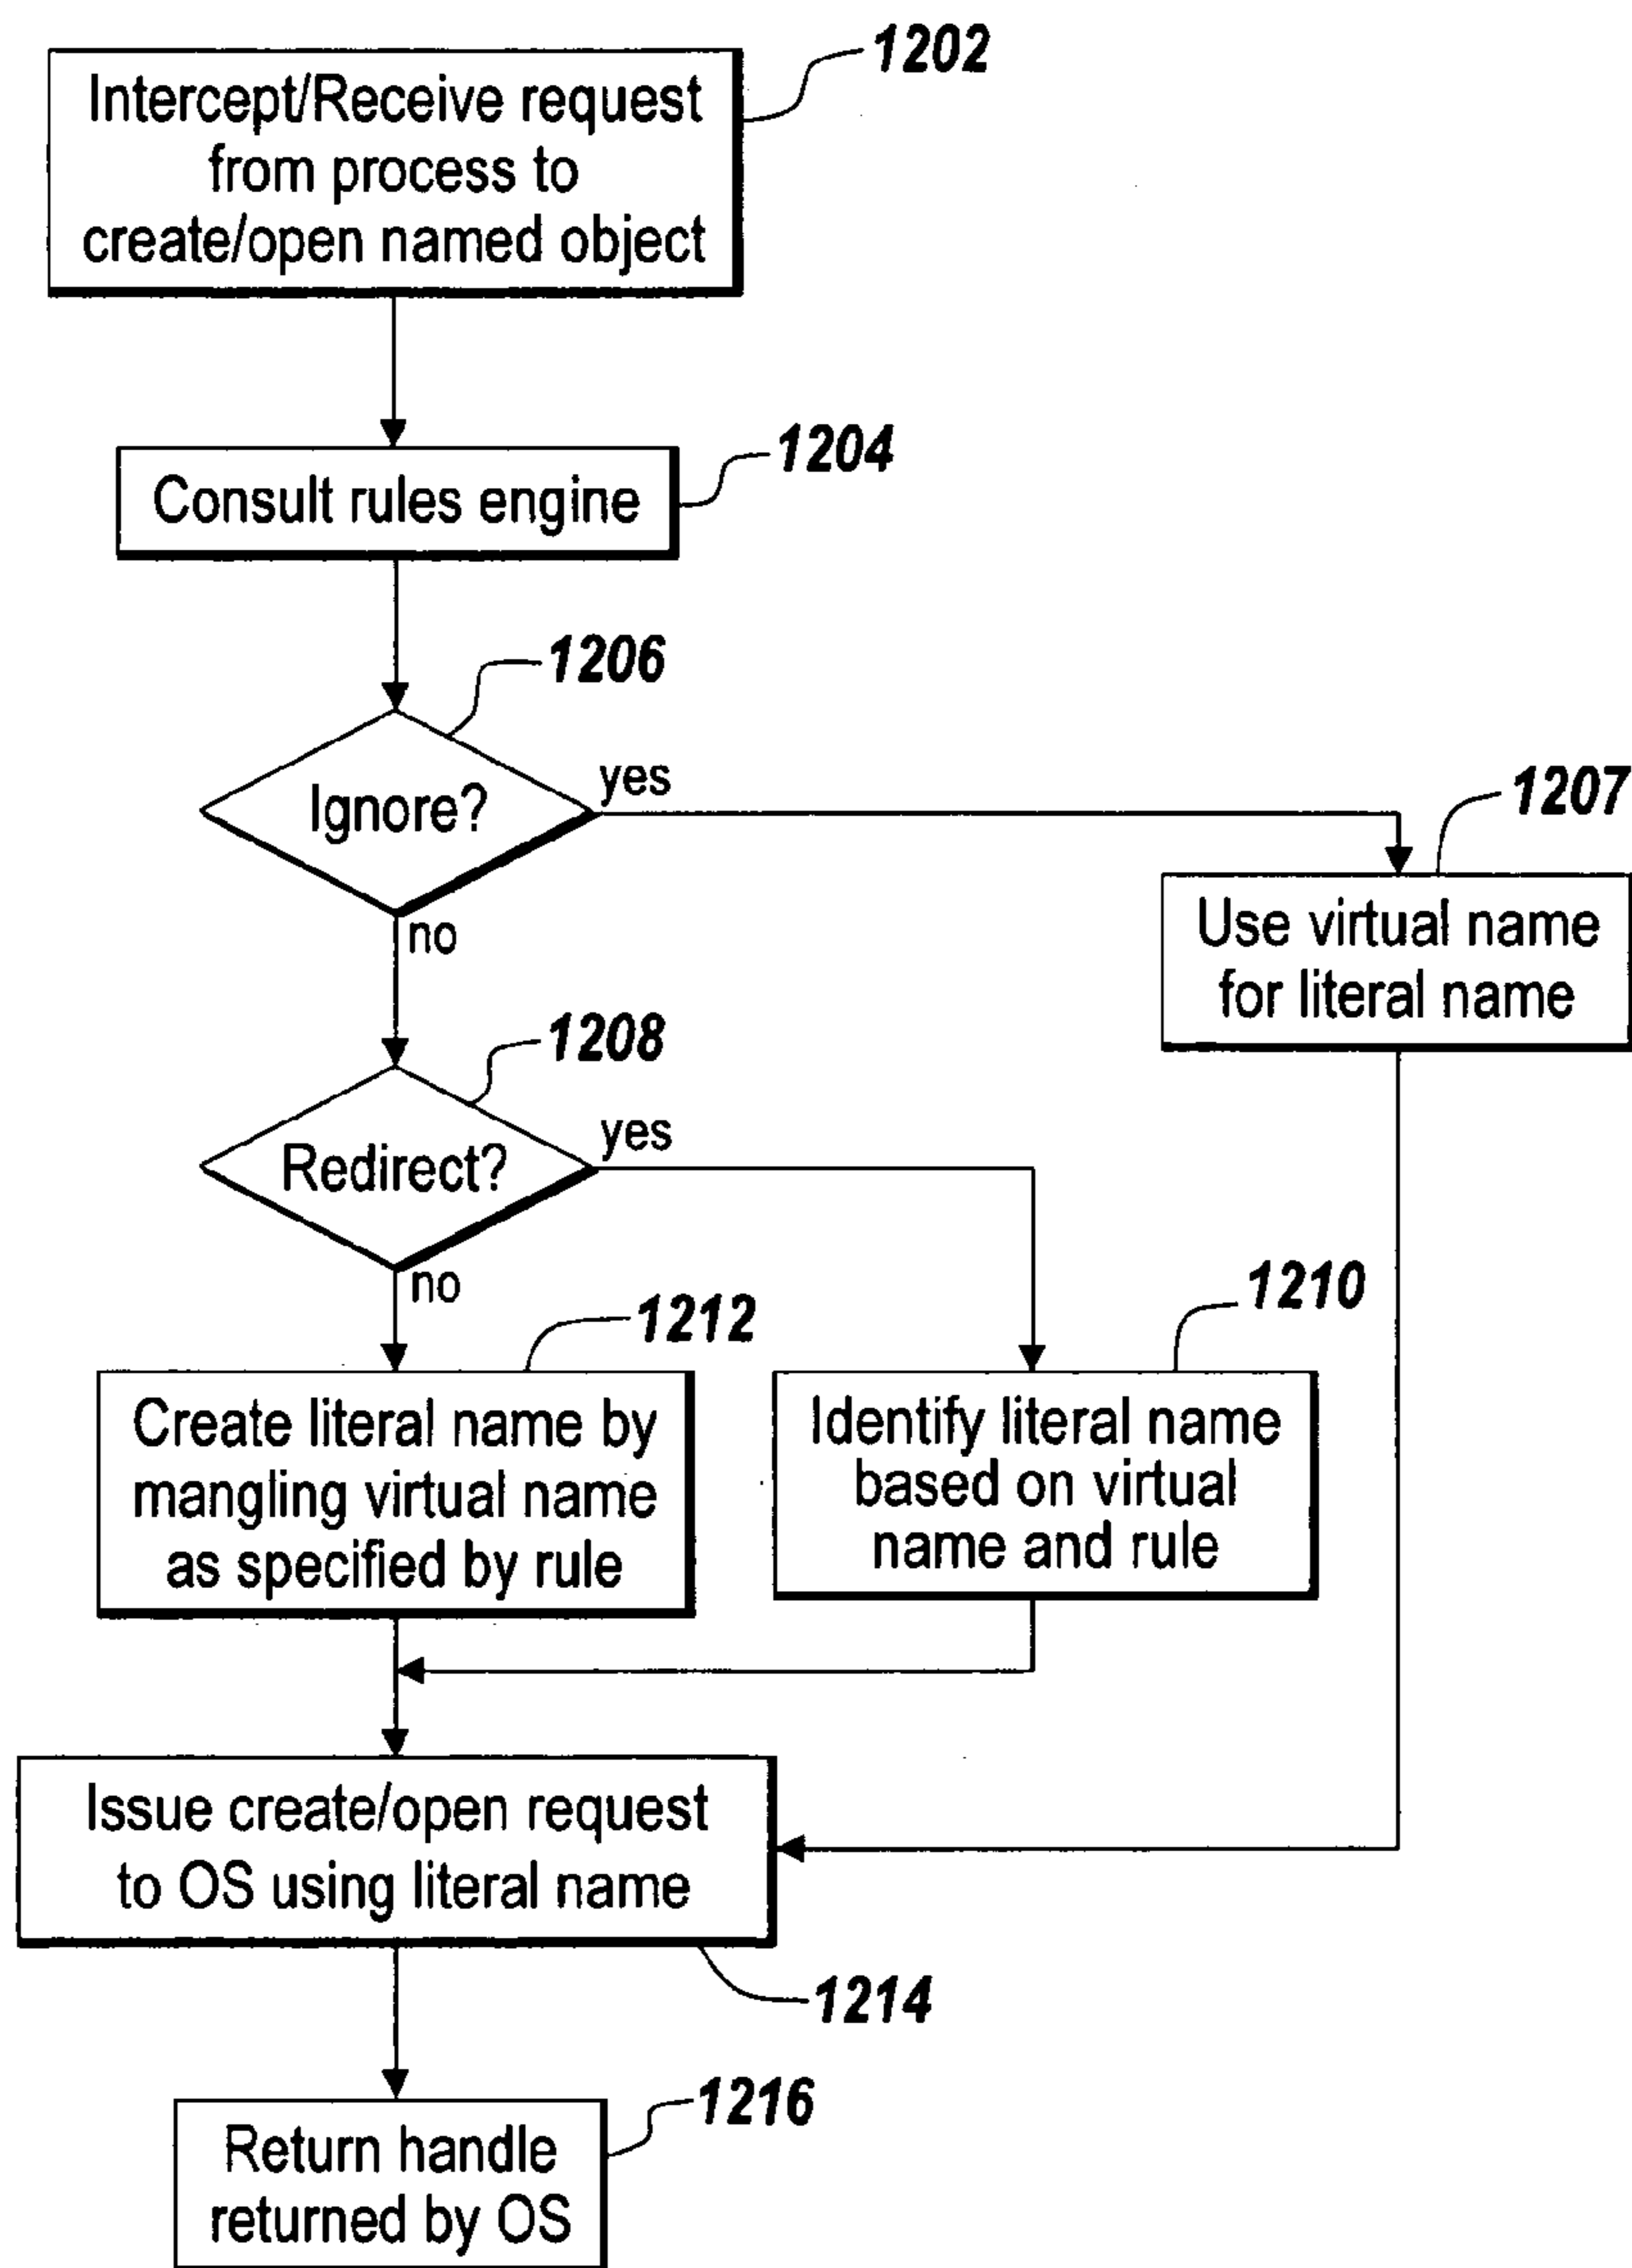 1202
Intercept/Receive request
from process to
create/open named object
1204
Consult rules engine
1206
Ignore?
yes
no
1207
Use virtual name
for literal name
1208
Redirect?
yes
no
1212
Create literal name by
mangling virtual name
as specified by rule
1210
Identify literal name
based on virtual
name and rule
Issue create/open request
to OS using literal name
1214
1216
Return handle
returned by OS